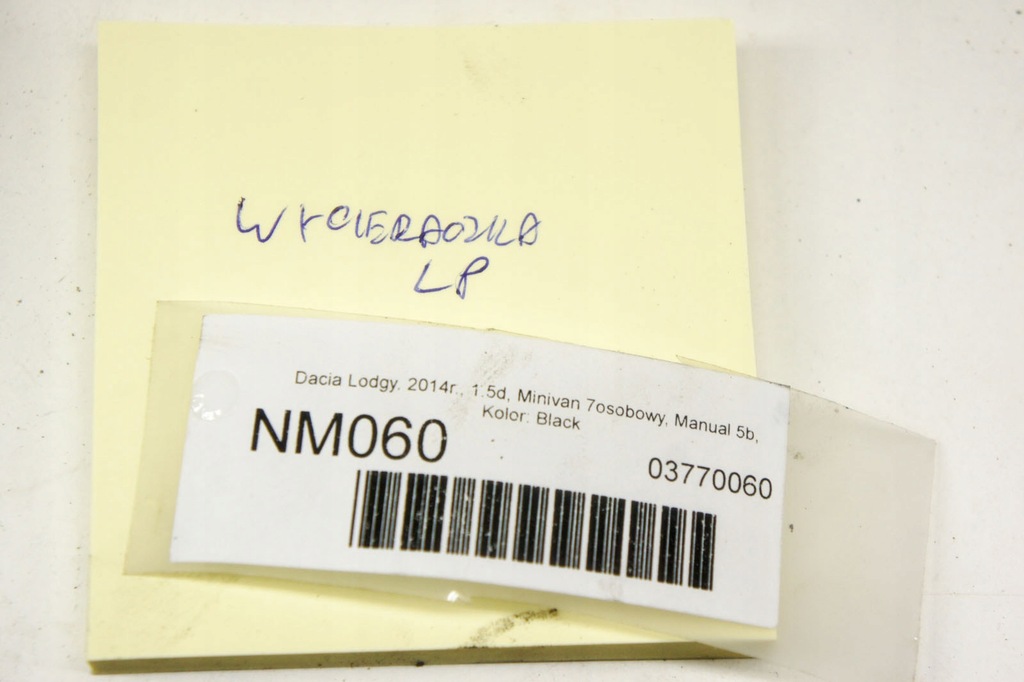 WYCIERACZKA
LP
Dacia Lodgy, 2014r., 1.5d, Minivan 7osobowy, Manual 5b,
Kolor: Black
NM060
03770060